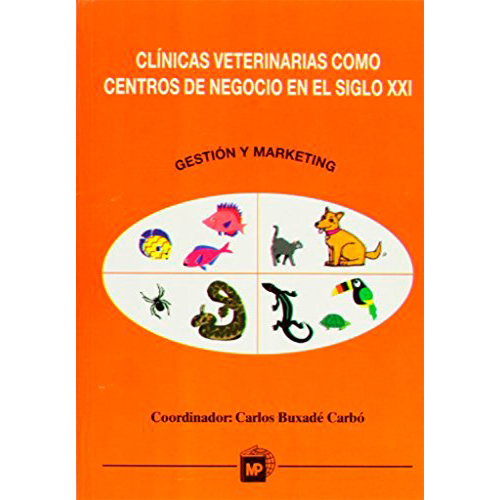 CLÍNICAS VETERINARIAS COMO
CENTROS DE NEGOCIO EN EL SIGLO XXI
GESTIÓN Y MARKETING
Coordinador: Carlos Buxadé Carbó
MP